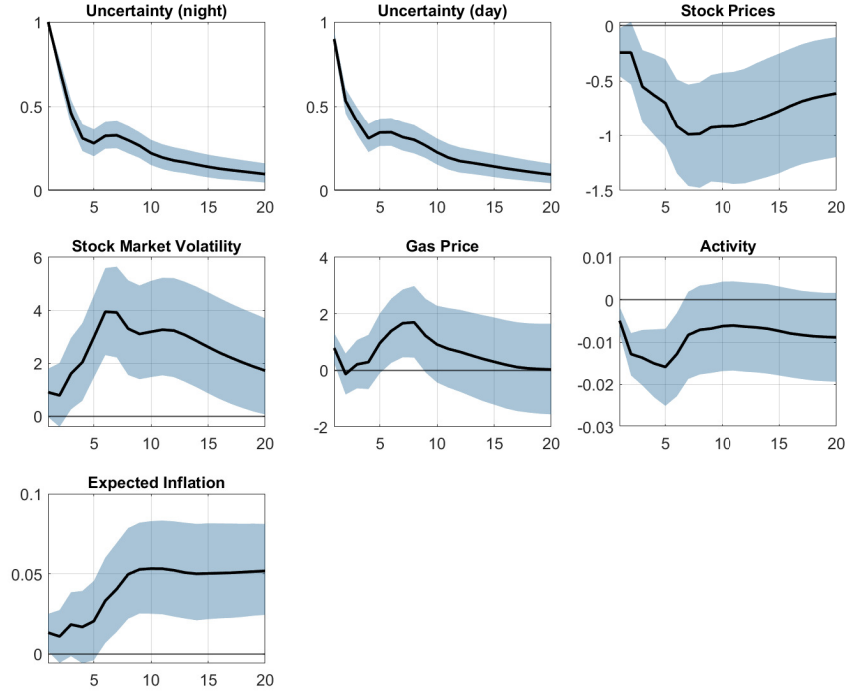 Uncertainty (night)
1
0.5
0
5 10 15 20
Uncertainty (day)
1
0.5
0
5 10 15 20
Stock Prices
0
-0.5
-1
-1.5
5 10 15 20
Stock Market Volatility
6
4
2
0
5 10 15 20
Gas Price
4
2
0
-2
5 10 15 20
Activity
0.01
0
-0.01
-0.02
-0.03
5 10 15 20
Expected Inflation
0.1
0.05
0
5 10 15 20